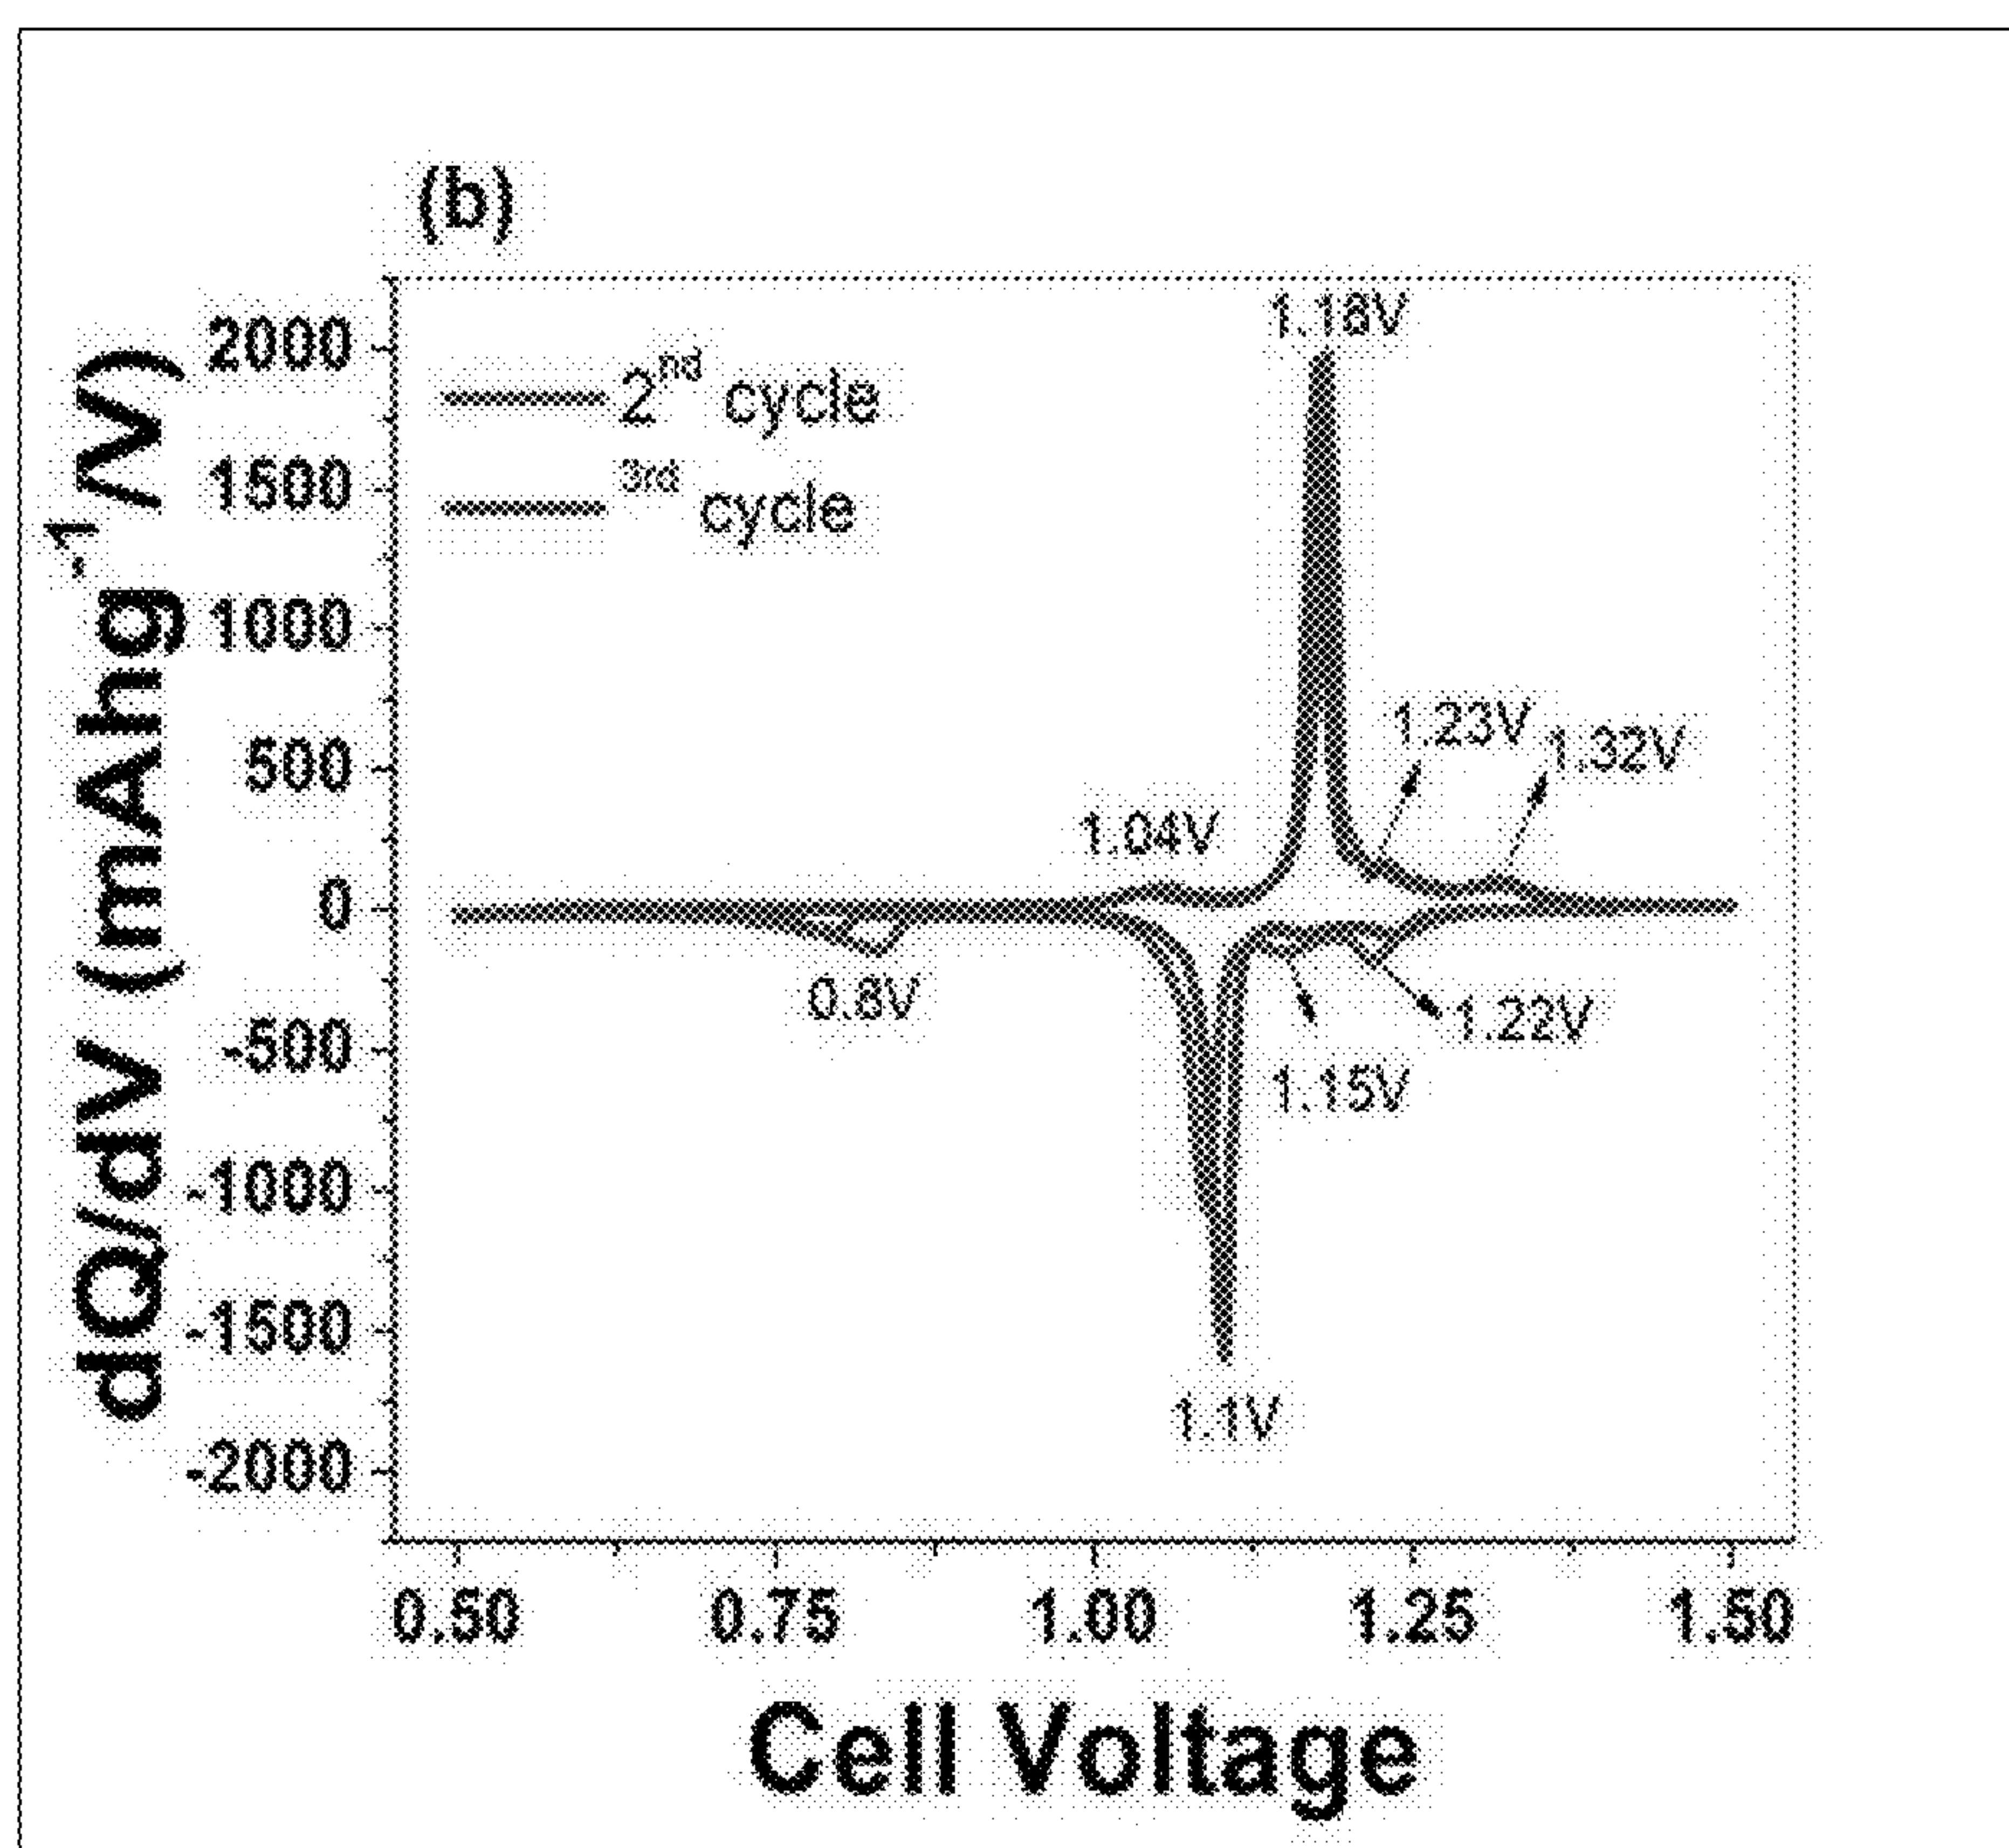 (b)
dQ/dV (mAhg-1/V)
2000
1500
1000
500
0
-500
-1000
-1500
-2000
2nd cycle
3rd cycle
1.18V
1.23V
1.32V
1.04V
0.8V
1.22V
1.15V
1.1V
0.50 0.75 1.00 1.25 1.50
Cell Voltage